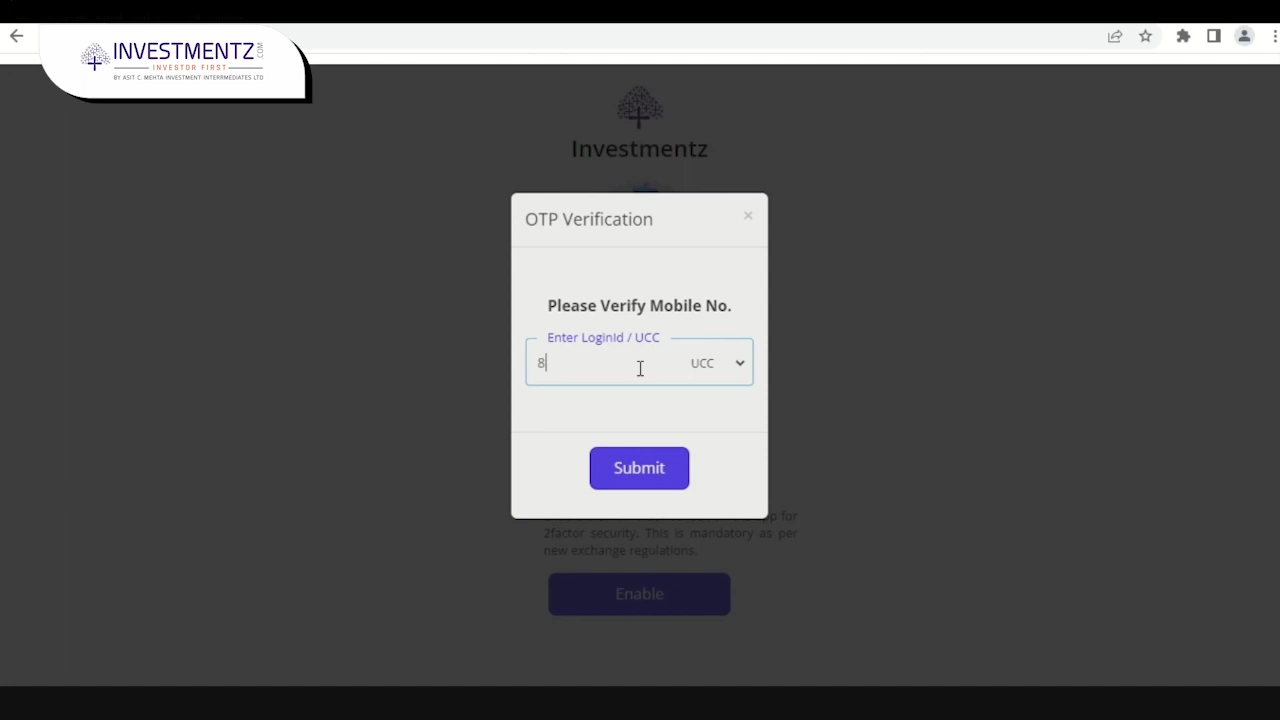 INVESTMENTZ.COM
INVESTOR FIRST
BY ASIT C. MEHTA INVESTMENT INTERRMEDIATES LTD
Investmentz
OTP Verification
×
Please Verify Mobile No.
Enter LoginId / UCC
8 UCC
Submit
for
2factor security. This is mandatory as per
new exchange regulations.
Enable